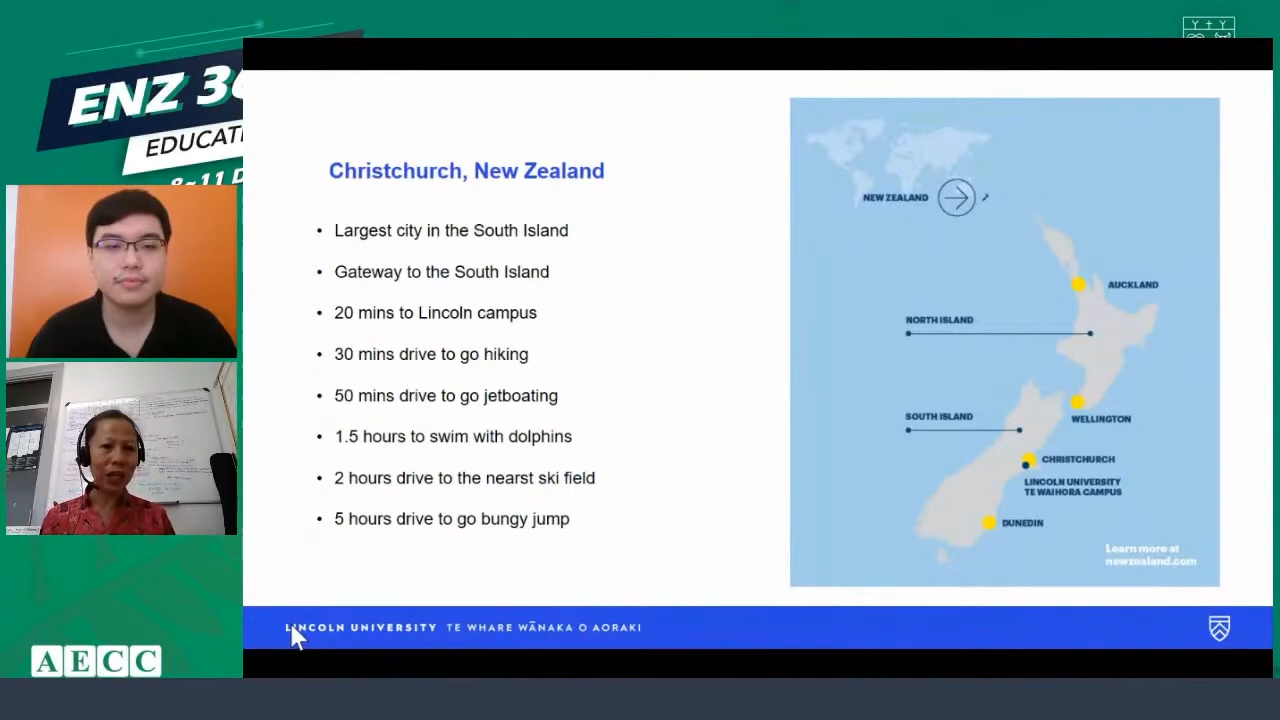 ENZ 3
EDUCATI
8-11 D
Christchurch, New Zealand
• Largest city in the South Island
• Gateway to the South Island
• 20 mins to Lincoln campus
• 30 mins drive to go hiking
• 50 mins drive to go jetboating
• 1.5 hours to swim with dolphins
• 2 hours drive to the nearst ski field
• 5 hours drive to go bungy jump
NEW ZEALAND
AUCKLAND
NORTH ISLAND
SOUTH ISLAND
WELLINGTON
CHRISTCHURCH
LINCOLN UNIVERSITY
TE WAIHORA CAMPUS
DUNEDIN
Learn more at
newzealand.com
LINCOLN UNIVERSITY TE WHARE WĀNAKA O AORAKI
AECC